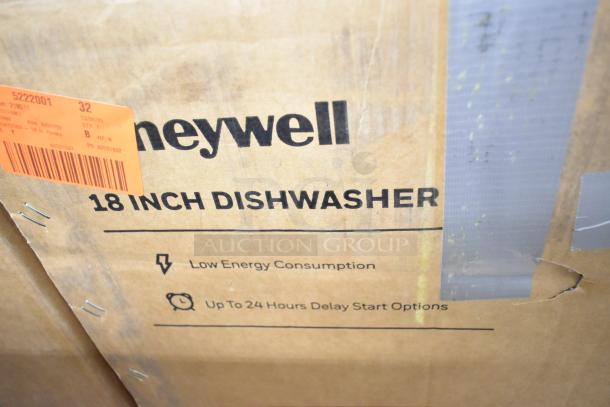 5222001
32
B
neywell
18 INCH DISHWASHER
AUCTION GROUP
Low Energy Consumption
Up To 24 Hours Delay Start Options